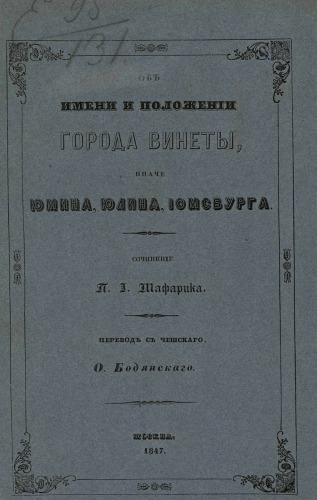 95
131
ОБЪ
ИМЕНИ И ПОЛОЖЕНІИ
ГОРОДА ВИНЕТЫ,
ИНАЧЕ
ЮМИНА, ЮЛИНА, ІОМСБУРГА.
СОЧИНЕНІЕ
П. І. Шафарика.
ПЕРЕВОДЪ СЪ ЧЕШСКАГО,
О. Бодянскаго.
МОСКВА:
1847.